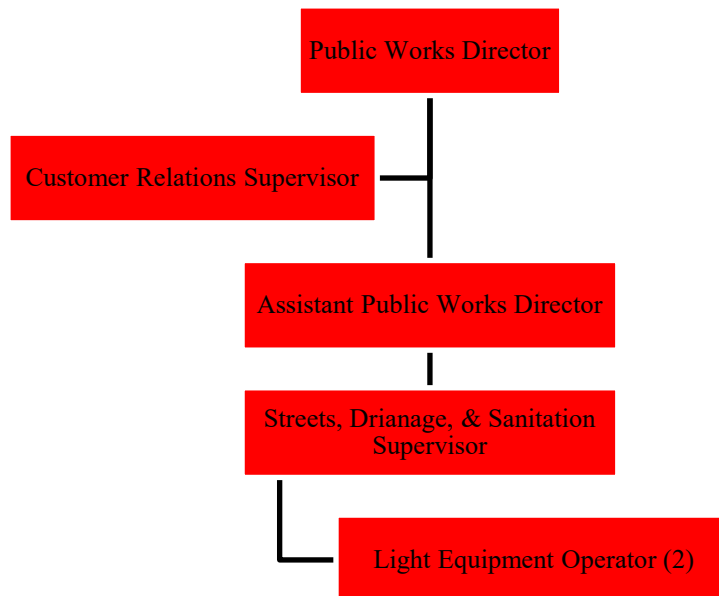 Public Works Director
Customer Relations Supervisor
Assistant Public Works Director
Streets, Drianage, & Sanitation
Supervisor
Light Equipment Operator (2)